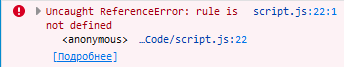 Uncaught ReferenceError: rule is script.js:22:1
not defined
<anonymous> …Code/script.js:22
[Подробнее]